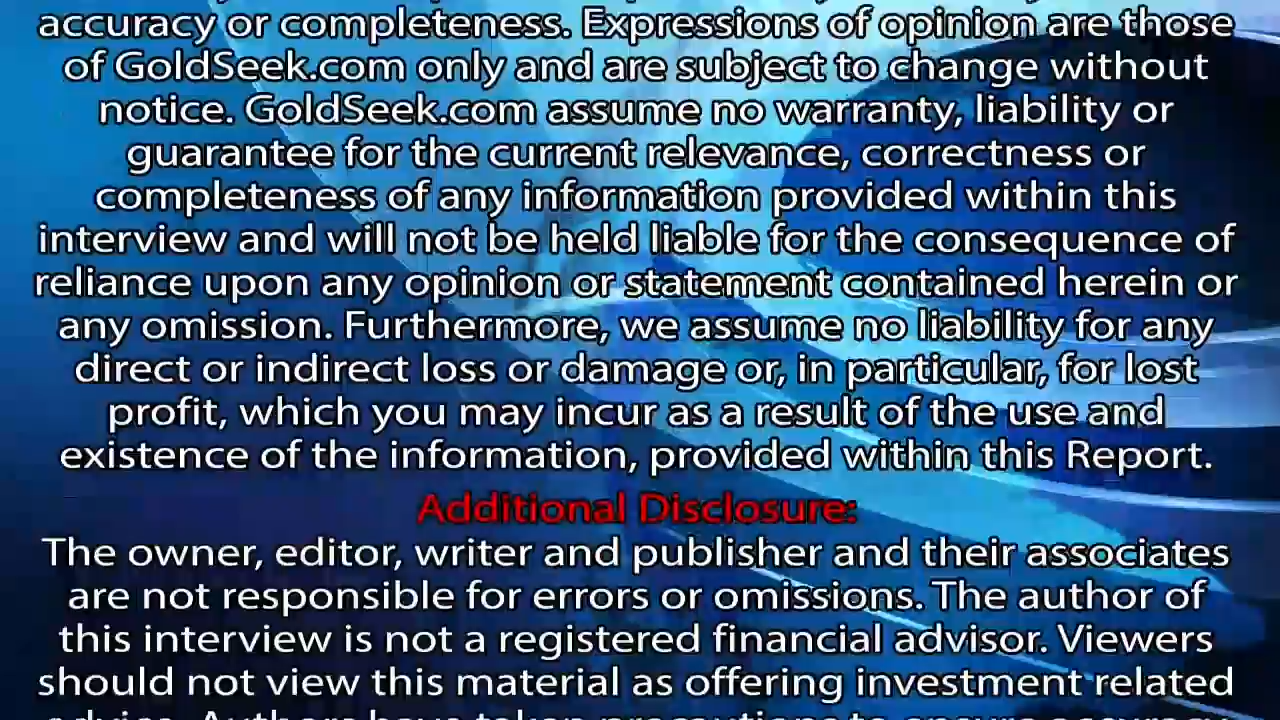 accuracy or completeness. Expressions of opinion are those
of GoldSeek.com only and are subject to change without
notice. GoldSeek.com assume no warranty, liability or
guarantee for the current relevance, correctness or
completeness of any information provided within this
interview and will not be held liable for the consequence of
reliance upon any opinion or statement contained herein or
any omission. Furthermore, we assume no liability for any
direct or indirect loss or damage or, in particular, for lost
profit, which you may incur as a result of the use and
existence of the information, provided within this Report.
Additional Disclosure:
The owner, editor, writer and publisher and their associates
are not responsible for errors or omissions. The author of
this interview is not a registered financial advisor. Viewers
should not view this material as offering investment related
advice. Authors have taken precautions to ensure